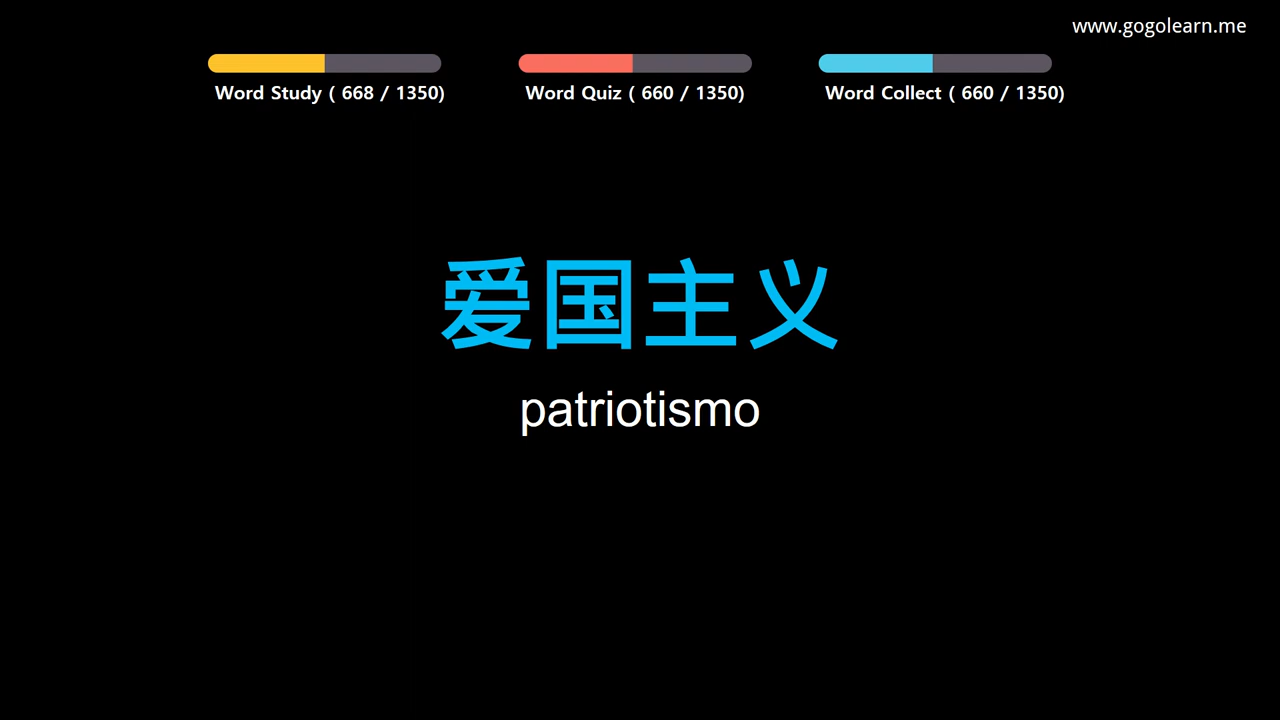 www.gogolearn.me
Word Study ( 668 / 1350)
Word Quiz ( 660 / 1350)
Word Collect ( 660 / 1350)
爱国主义
patriotismo